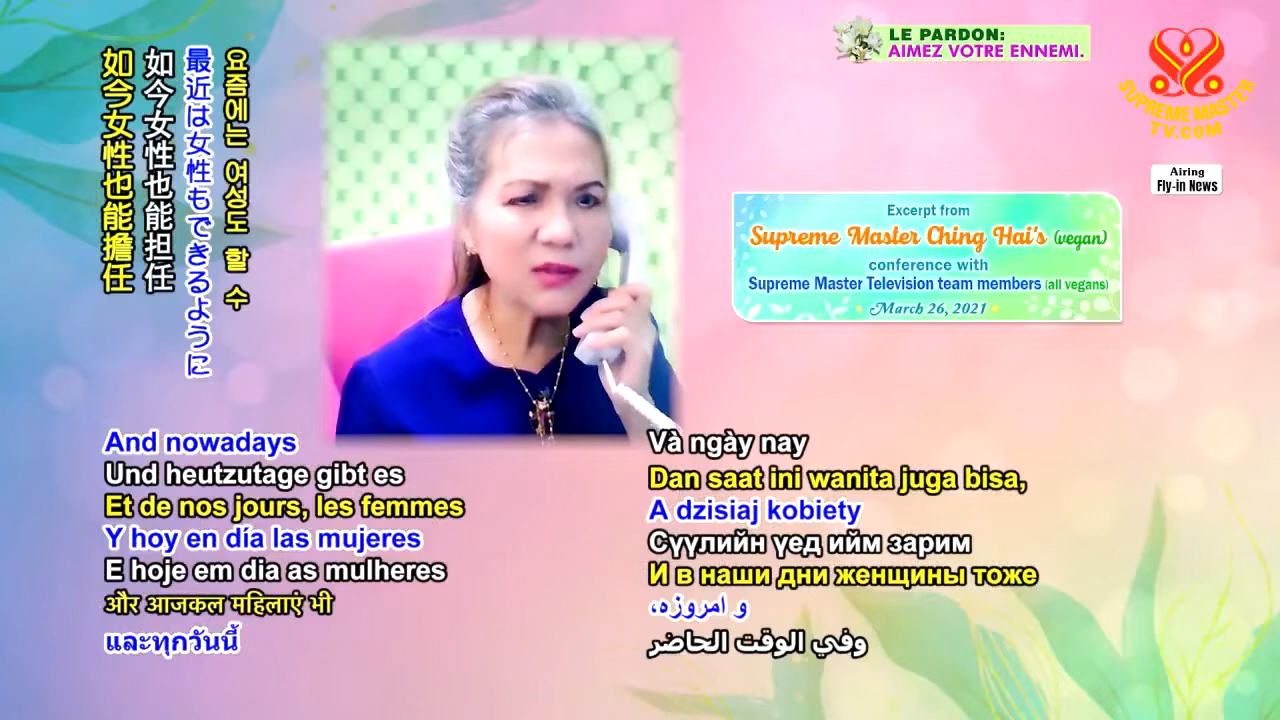 요즘에는 여성도 할 수
最近は女性もできるように
如今女性也能担任
如今女性也能擔任
LE PARDON:
AIMEZ VOTRE ENNEMI.
SUPREME MASTER
TV.COM
Airing
Fly-in News
Excerpt from
Supreme Master Ching Hai's (vegan)
conference with
Supreme Master Television team members (all vegans)
March 26, 2021
And nowadays
Und heutzutage gibt es
Et de nos jours, les femmes
Y hoy en día las mujeres
E hoje em dia as mulheres
और आजकल महिलाएं भी
และทุกวันนี้
Và ngày nay
Dan saat ini wanita juga bisa,
A dzisiaj kobiety
Сүүлийн үед ийм зарим
И в наши дни женщины тоже
و امروزه،
وفي الوقت الحاضر